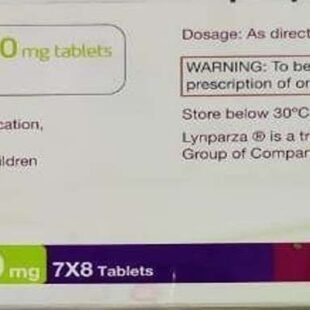 0 mg tablets
cation,
ildren
Dosage: As direct
WARNING: To be
prescription of or
Store below 30°C
Lynparza ® is a tr
Group of Compar
mg 7X8 Tablets